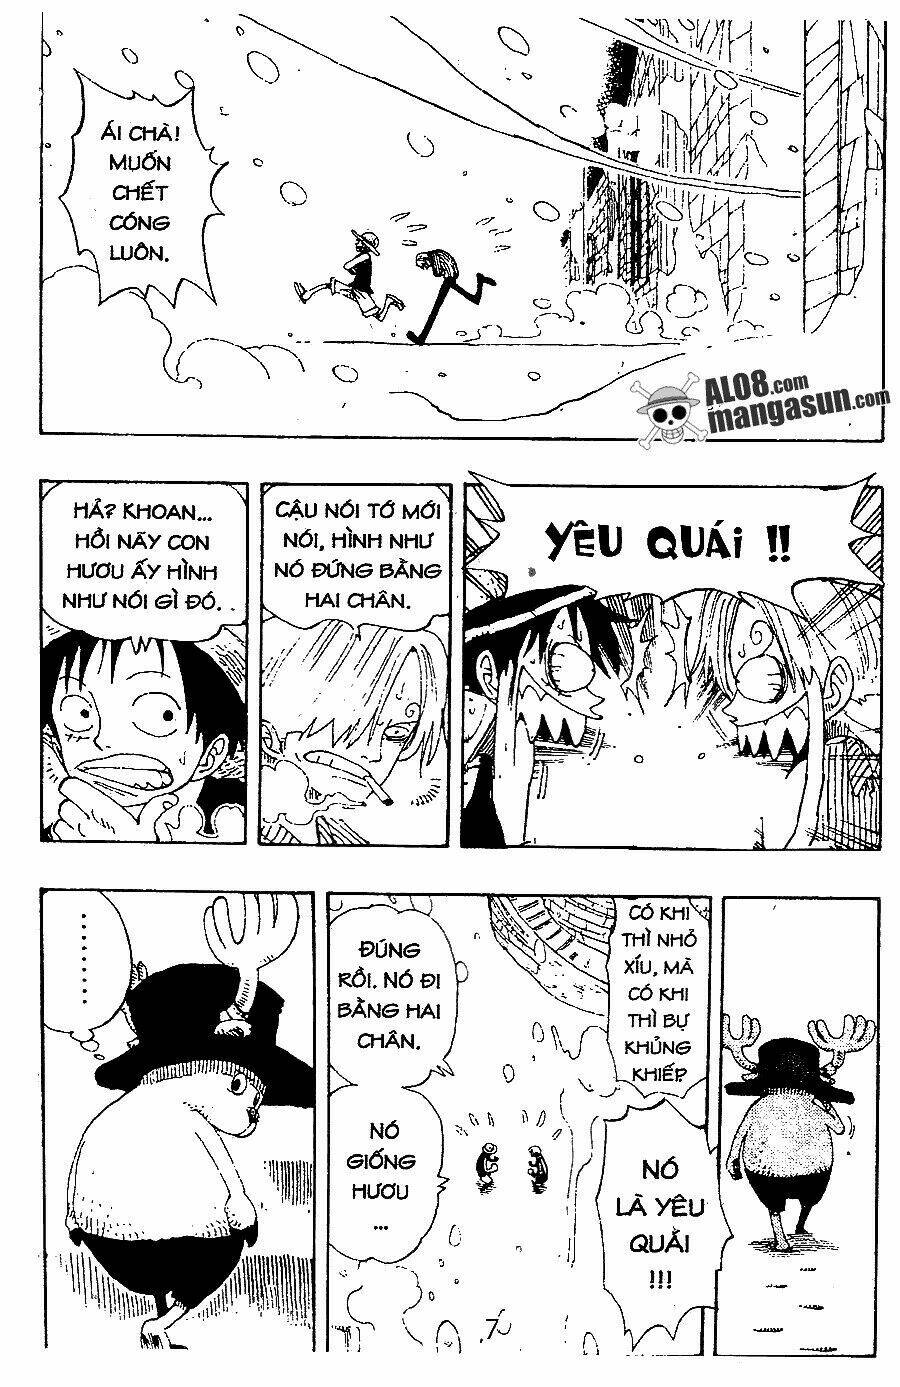 ÁI CHÀ!
MUỐN
CHẾT
CÓNG
LUÔN.
AL08.com
mangasun.com
HẢ? KHOAN...
HỒI NÃY CON
HƯƠU ẤY HÌNH
NHƯ NÓI GÌ ĐÓ. .
CẬU NÓI TỚ MỚI
NÓI, HÌNH NHƯ
NÓ ĐỨNG BẰNG
HAI CHÂN.
YÊU QUÁI !!
........
ĐÚNG
RỒI. NÓ ĐI
BẰNG HAI
CHÂN.
NÓ
GIỐNG
HƯƠU
...
CÓ KHI
THÌ NHỎ
XÍU, MÀ
CÓ KHI
THÌ BỰ
KHỦNG
KHIẾP.
NÓ
LÀ YÊU
QUÁI
!!!